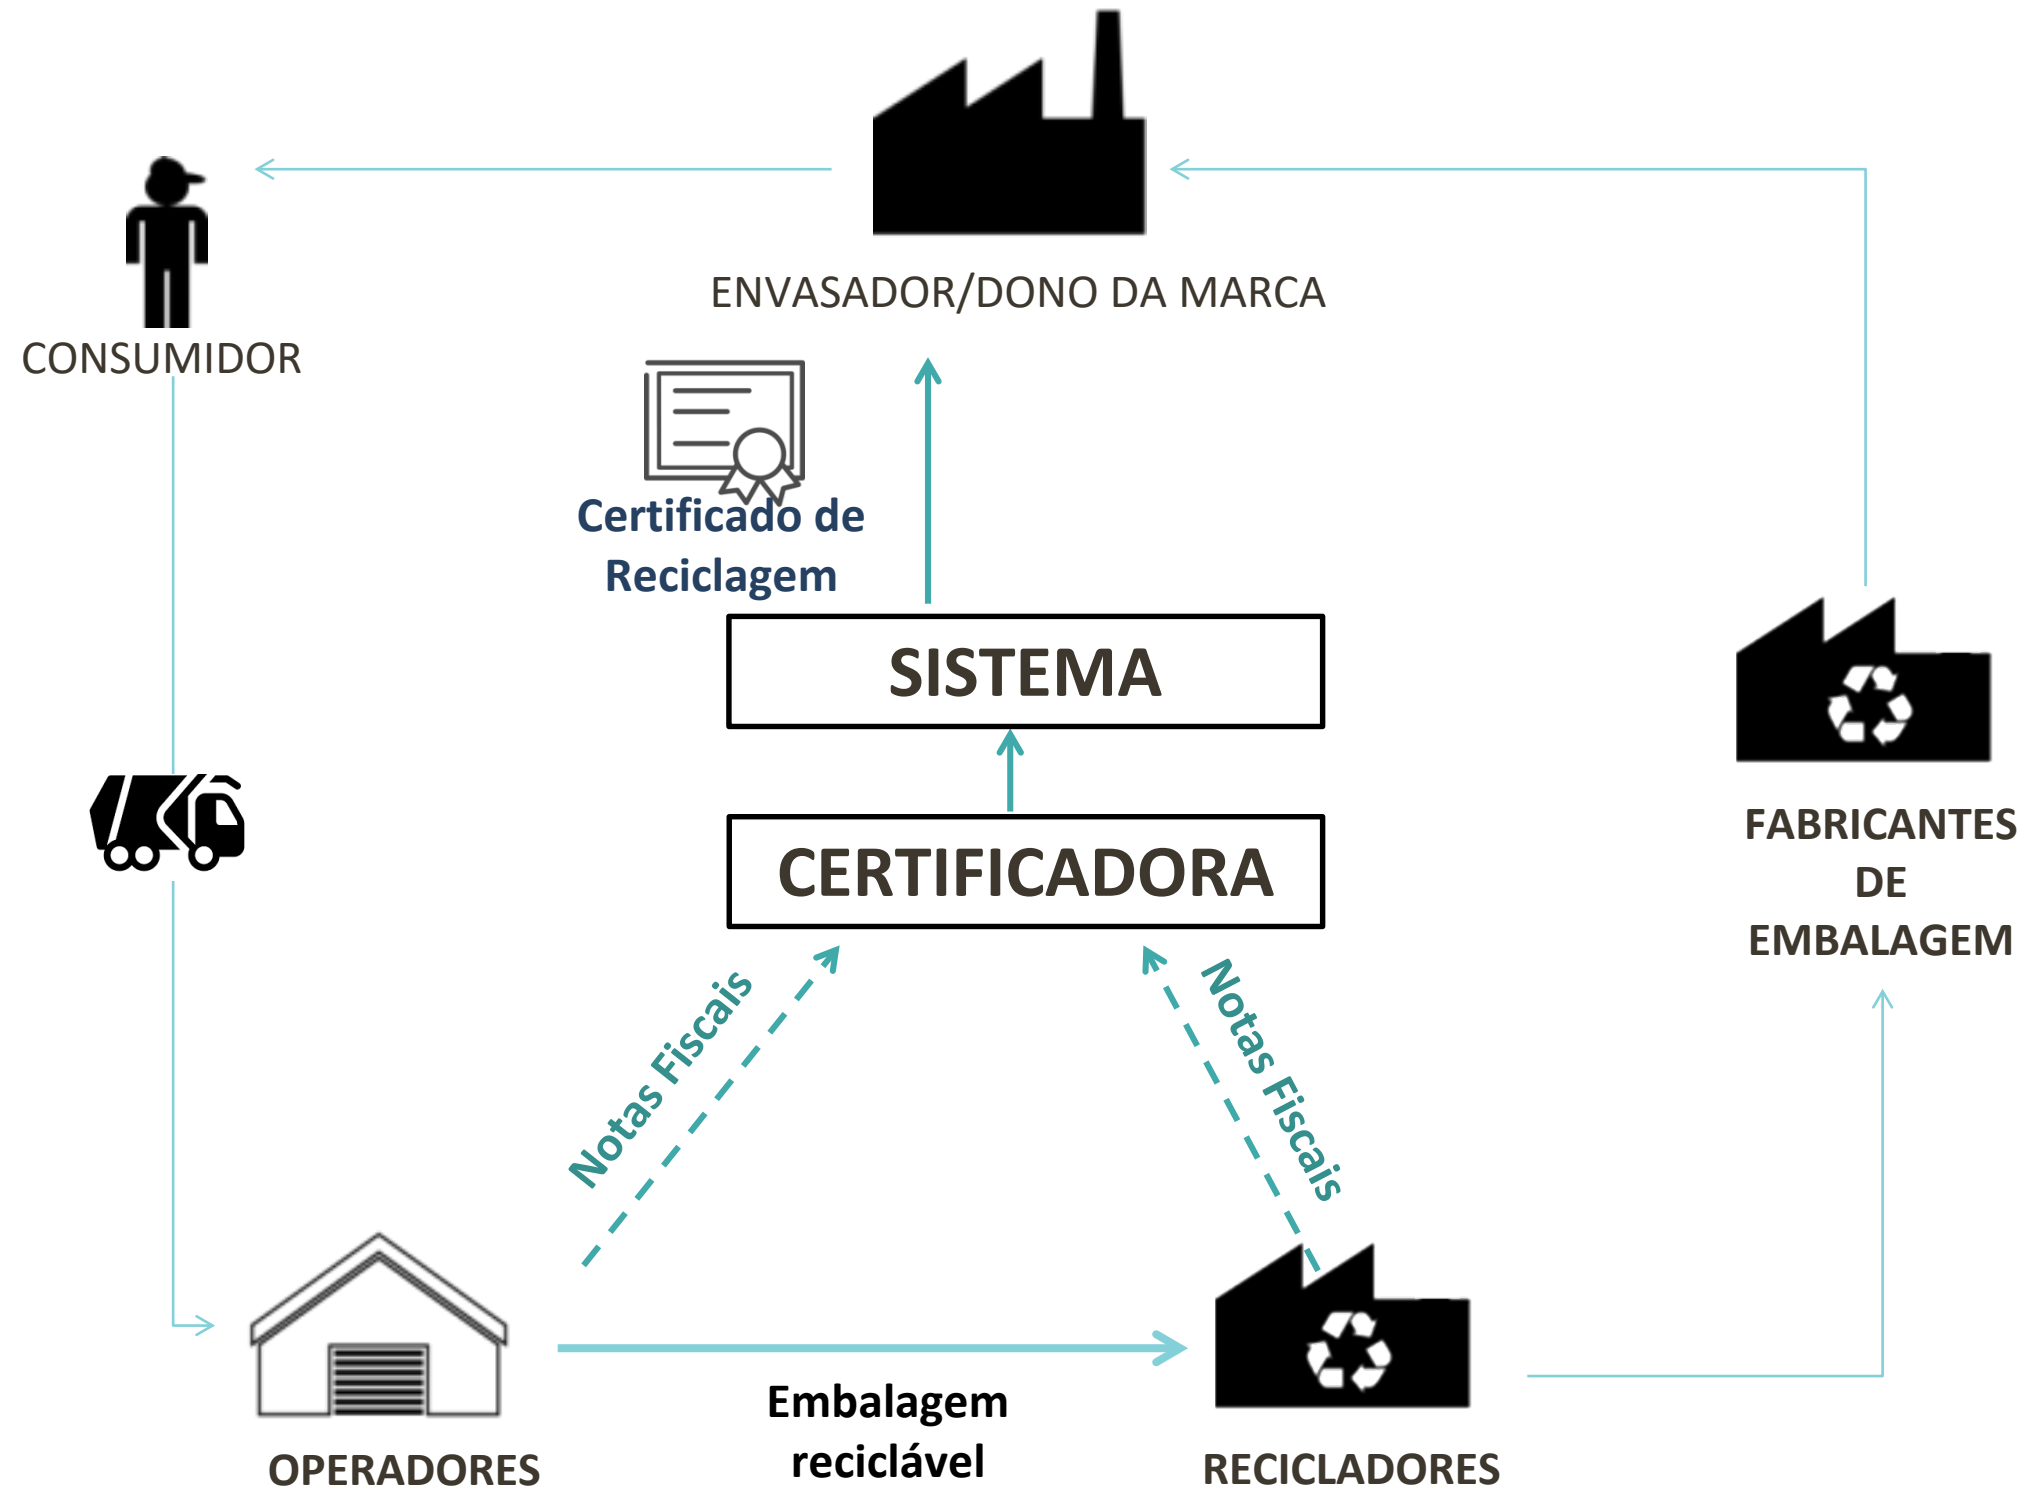 ENVASADOR/DONO DA MARCA
CONSUMIDOR
Certificado de
Reciclagem
SISTEMA
CERTIFICADORA
FABRICANTES
DE
EMBALAGEM
Notas Fiscais
Notas Fiscais
Embalagem
reciclável
OPERADORES
RECICLADORES